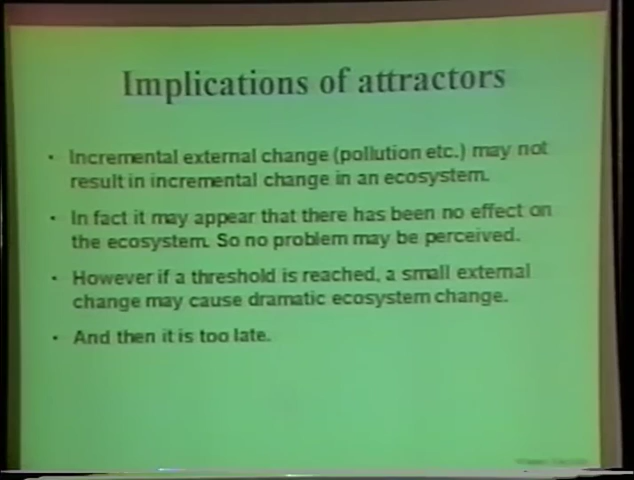 Implications of attractors
• Incremental external change (pollution etc.) may not
result in incremental change in an ecosystem.
• In fact it may appear that there has been no effect on
the ecosystem. So no problem may be perceived.
• However if a threshold is reached, a small external
change may cause dramatic ecosystem change.
• And then it is too late.